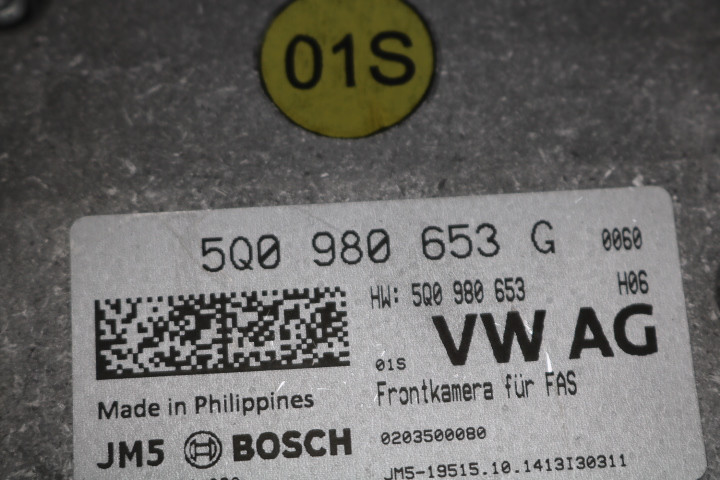 01S
5Q0 980 653 G 0060
HW: 5Q0 980 653 H06
VW AG
01S
Frontkamera für FAS
Made in Philippines
0203500080
JM5 BOSCH
JM5-19515.10.1413I30311